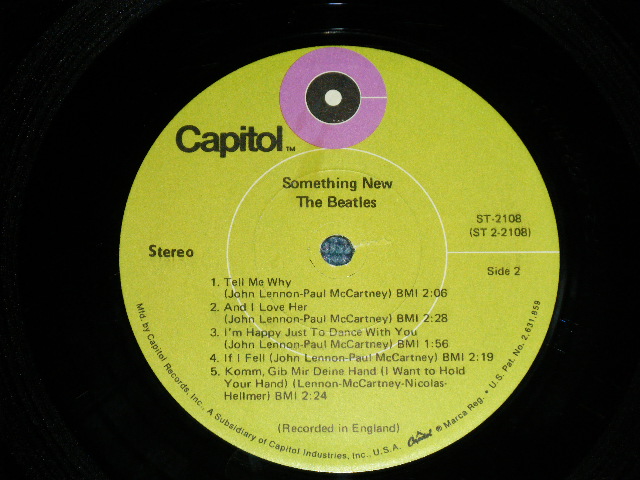 Capitol TM
Something New
The Beatles
ST-2108
(ST 2-2108)
Stereo
Side 2
1. Tell Me Why
(John Lennon-Paul McCartney) BMI 2:06
2. And I Love Her
(John Lennon-Paul McCartney) BMI 2:28
3. I'm Happy Just To Dance With You
(John Lennon-Paul McCartney) BMI 1:56
4. If I Fell (John Lennon-Paul McCartney) BMI 2:19
5. Komm, Gib Mir Deine Hand (I Want to Hold
Your Hand) (Lennon-McCartney-Nicolas-
Hellmer) BMI 2:24
(Recorded in England)
Mfd. by Capitol Records, Inc., A Subsidiary of Capitol Industries, Inc., U.S.A. Capitol ® Marca Reg. • U.S. Pat. No. 2,631,859